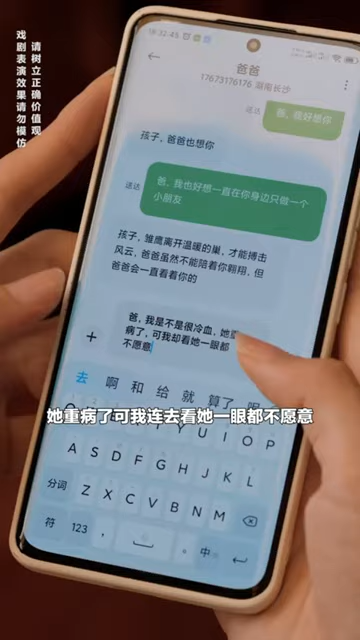 请树立正确价值观
戏剧表演效果请勿模仿
18:32:45
爸爸
17673176176 湖南长沙
送达
爸，我好想你
孩子，爸爸也想你
送达
爸，我也好想一直在你身边只做一个
小朋友
孩子，雏鹰离开温暖的巢，才能搏击
风云，爸爸虽然不能陪着你翱翔，但
爸爸会一直看着你的
爸，我是不是很冷血，她重
病了，可我却看她一眼都
不愿意
去 啊 和 给 就 算了 呢
她重病了可我连去看她一眼都不愿意
Y U I O P
A S D F G H J K L
分词 Z X C V B N M
符 123 ， 。 中